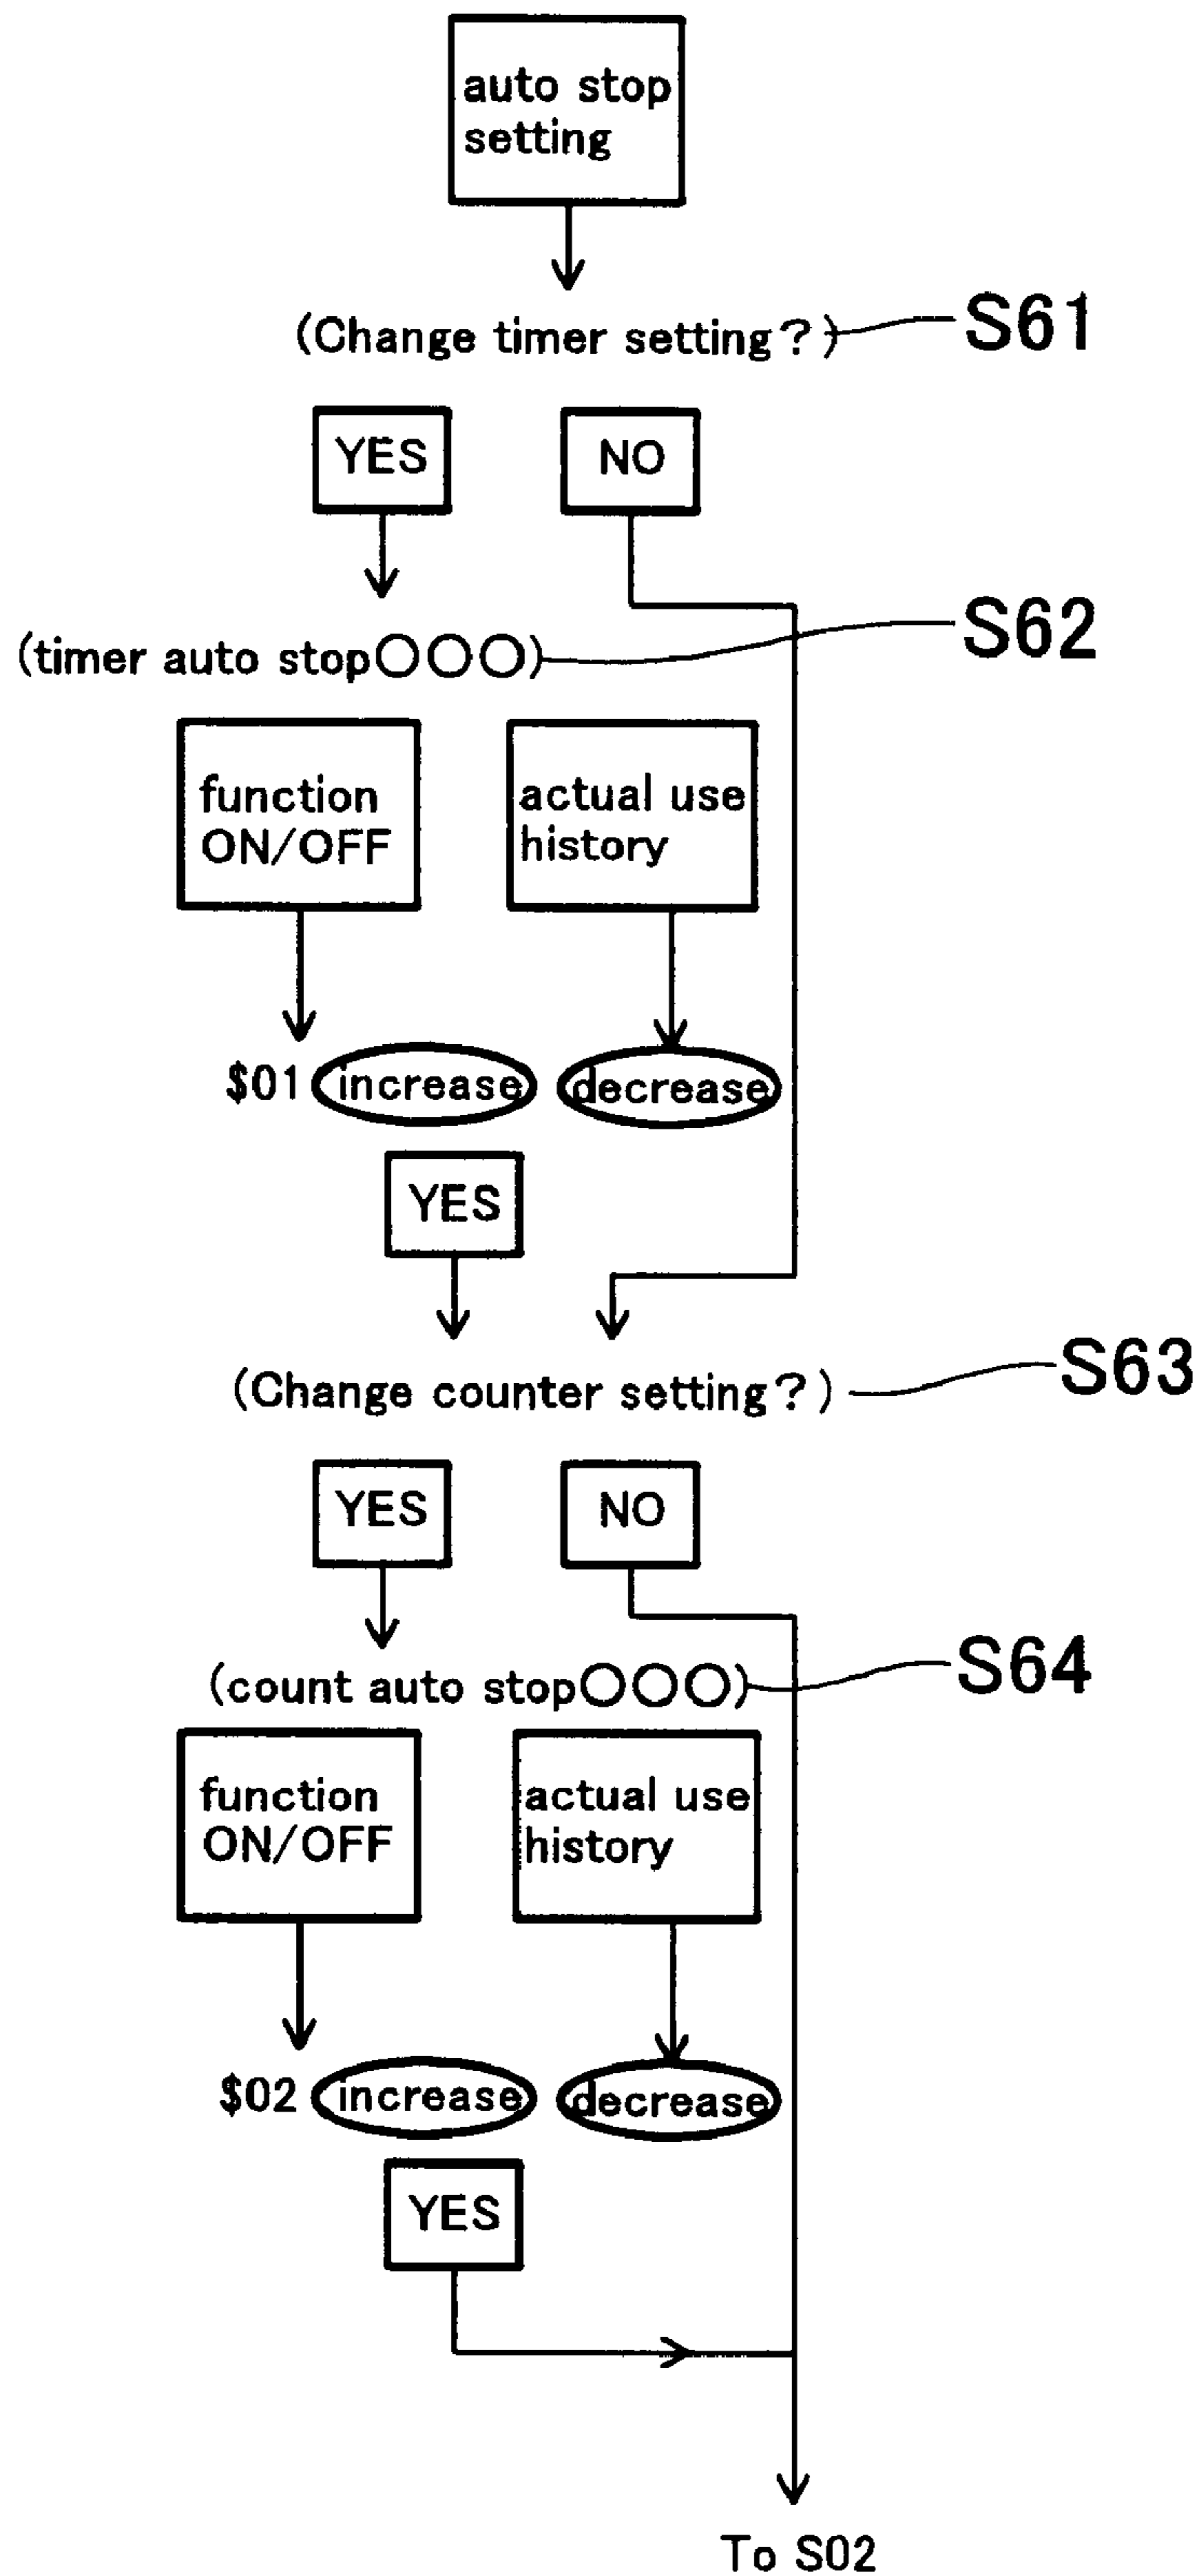 auto stop
setting
(Change timer setting?)
S61
YES
NO
(timer auto stop○○○)
S62
function
ON/OFF
actual use
history
$01 increase decrease
YES
(Change counter setting?)
S63
YES
NO
(count auto stop○○○)
S64
function
ON/OFF
actual use
history
$02 increase decrease
YES
To S02